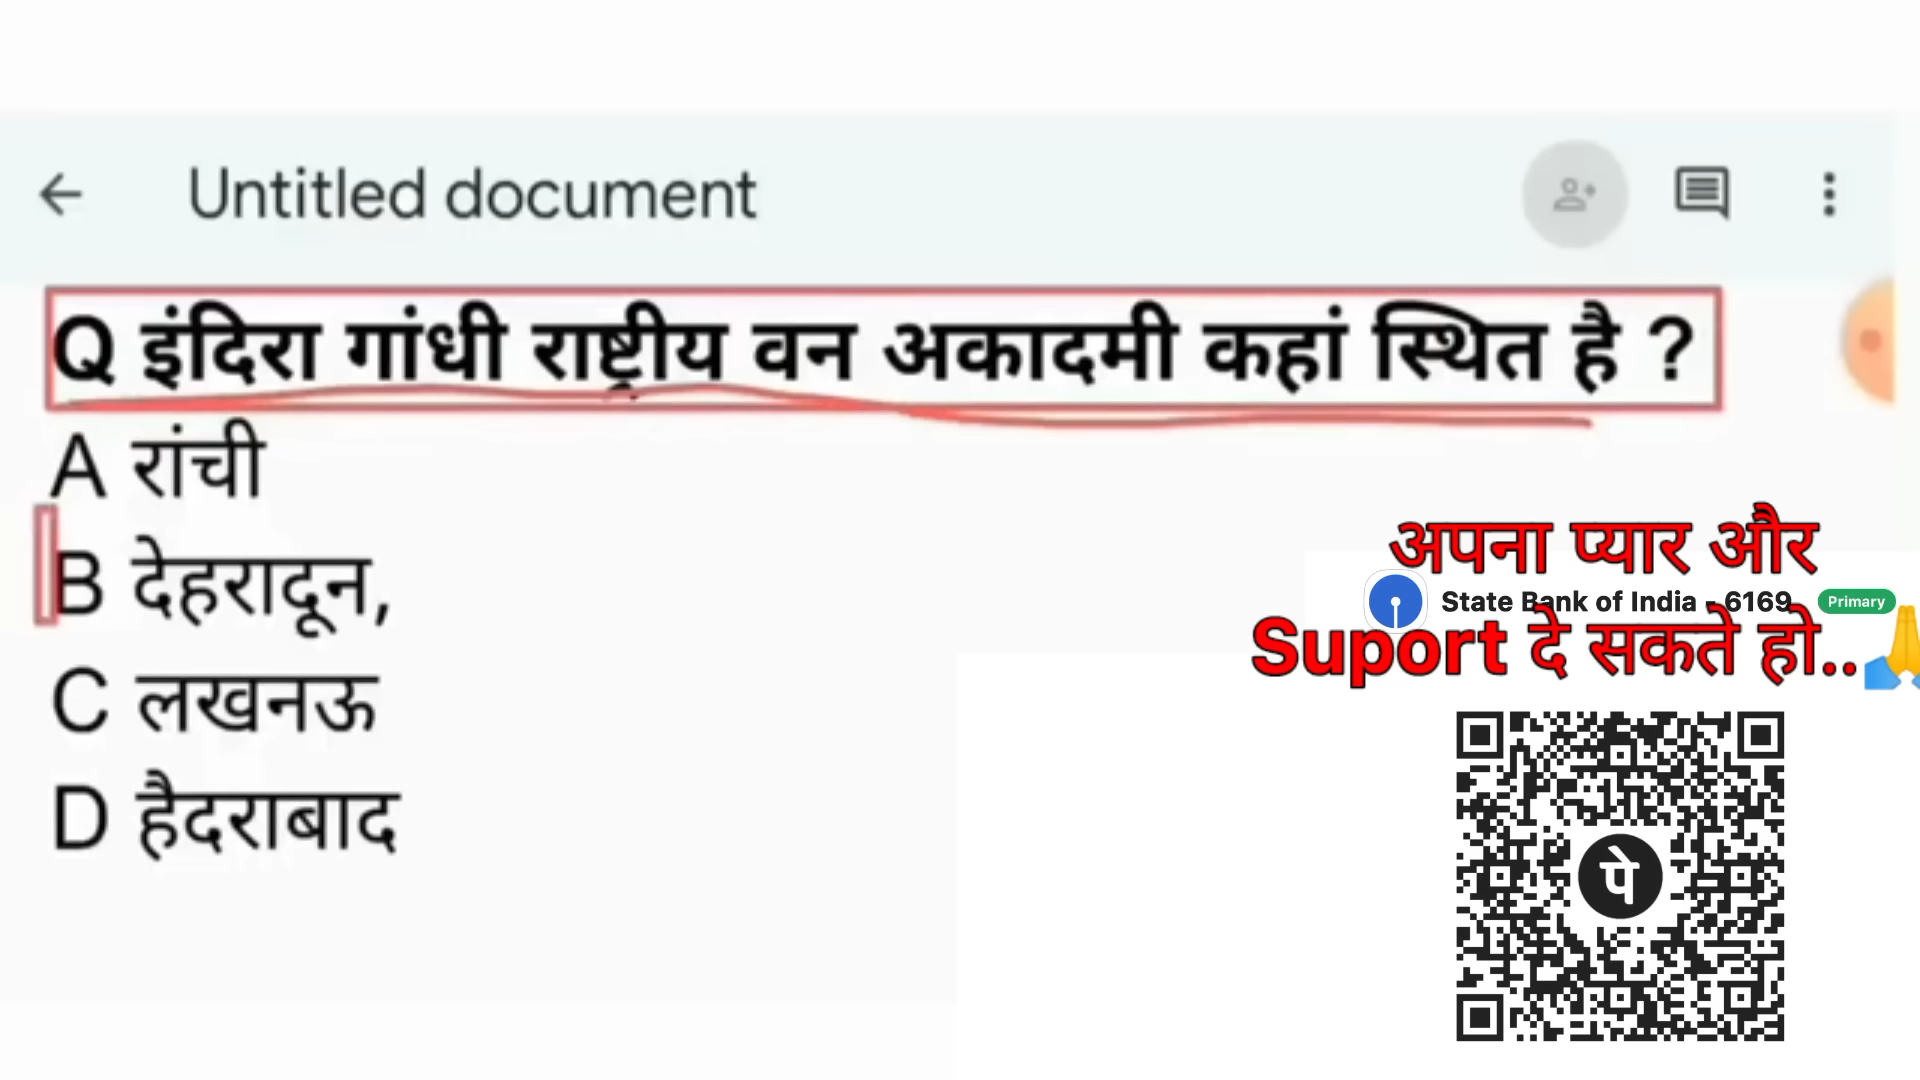 Untitled document
Q इंदिरा गांधी राष्ट्रीय वन अकादमी कहां स्थित है ?
A रांची
B देहरादून,
C लखनऊ
D हैदराबाद
अपना प्यार और
State Bank of India - 6169
Primary
Suport दे सकते हो..🙏
पे